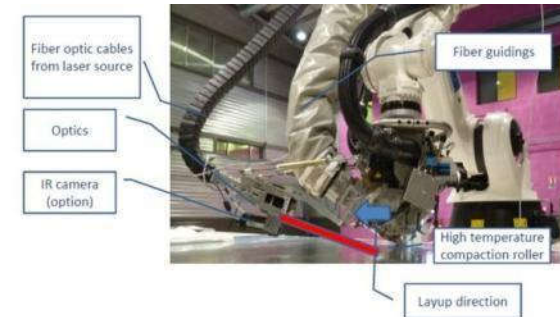 Fiber optic cables
from laser source
Fiber guidings
Optics
IR camera
(option)
High temperature
compaction roller
Layup direction